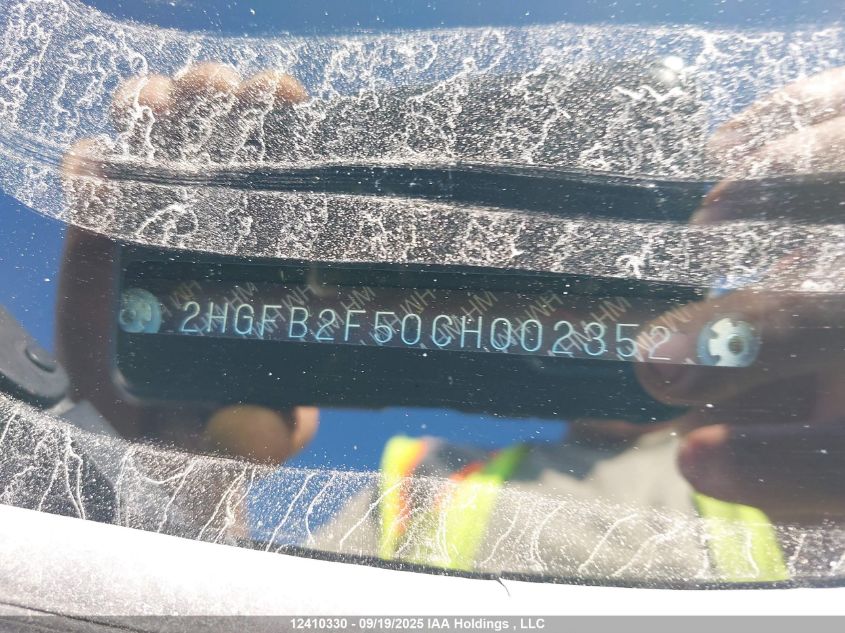 2HGFB2F50CH002352
12410330 - 09/19/2025 IAA Holdings , LLC